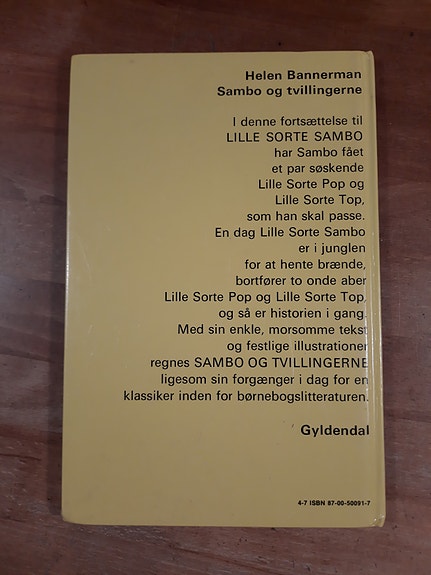 Helen Bannerman
Sambo og tvillingerne
I denne fortsættelse til
LILLE SORTE SAMBO
har Sambo fået
et par søskende
Lille Sorte Pop og
Lille Sorte Top,
som han skal passe.
En dag Lille Sorte Sambo
er i junglen
for at hente brænde,
bortfører to onde aber
Lille Sorte Pop og Lille Sorte Top,
og så er historien i gang.
Med sin enkle, morsomme tekst
og festlige illustrationer
regnes SAMBO OG TVILLINGERNE
ligesom sin forgænger i dag for en
klassiker inden for børnebogslitteraturen.
Gyldendal
4-7 ISBN 87-00-50091-7